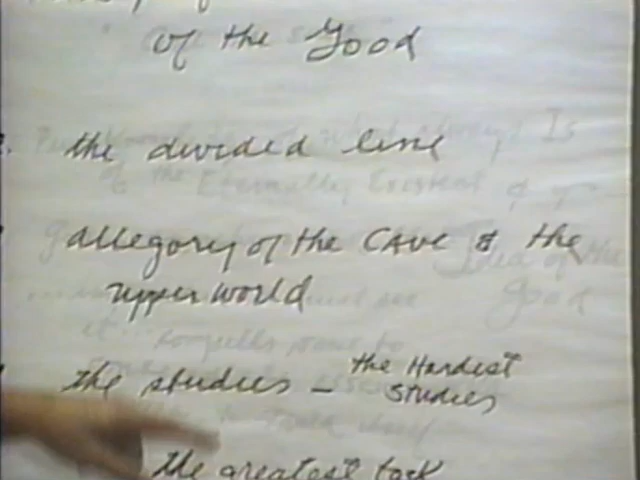 of the Good
the divided line
allegory of the CAVE & the
upper world
the studies - the Hardest
Studies
the greatest task